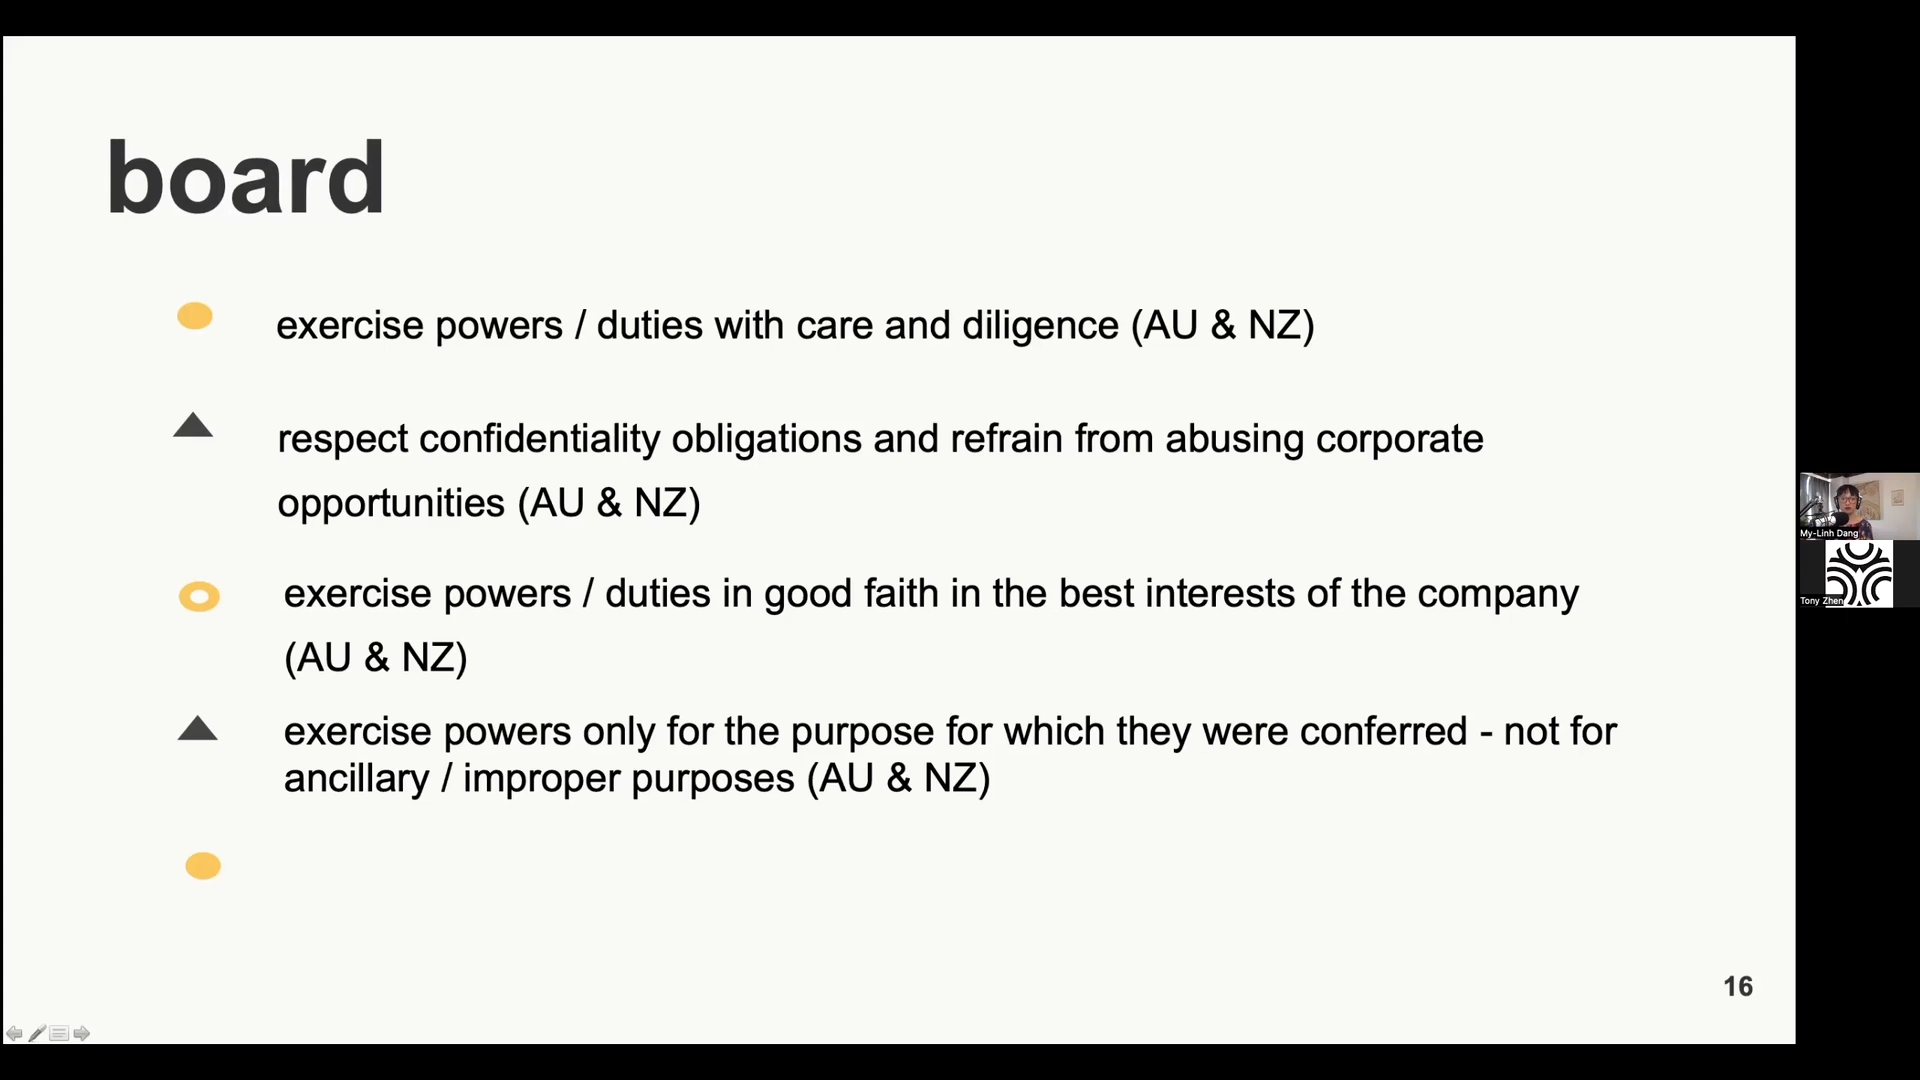 board
exercise powers / duties with care and diligence (AU & NZ)
respect confidentiality obligations and refrain from abusing corporate
opportunities (AU & NZ)
exercise powers / duties in good faith in the best interests of the company
(AU & NZ)
exercise powers only for the purpose for which they were conferred - not for
ancillary / improper purposes (AU & NZ)
16
My-Linh Dang
Tony Zhen